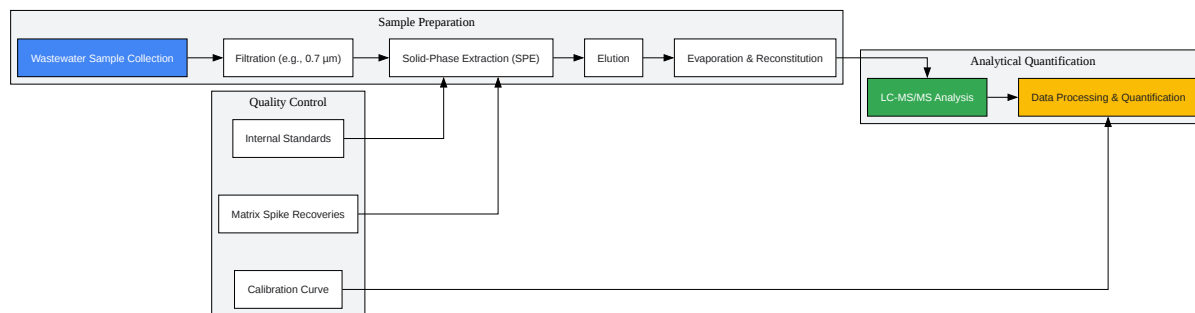 Sample Preparation
Wastewater Sample Collection
Filtration (e.g., 0.7 µm)
Solid-Phase Extraction (SPE)
Elution
Evaporation & Reconstitution
Analytical Quantification
LC-MS/MS Analysis
Data Processing & Quantification
Quality Control
Internal Standards
Matrix Spike Recoveries
Calibration Curve